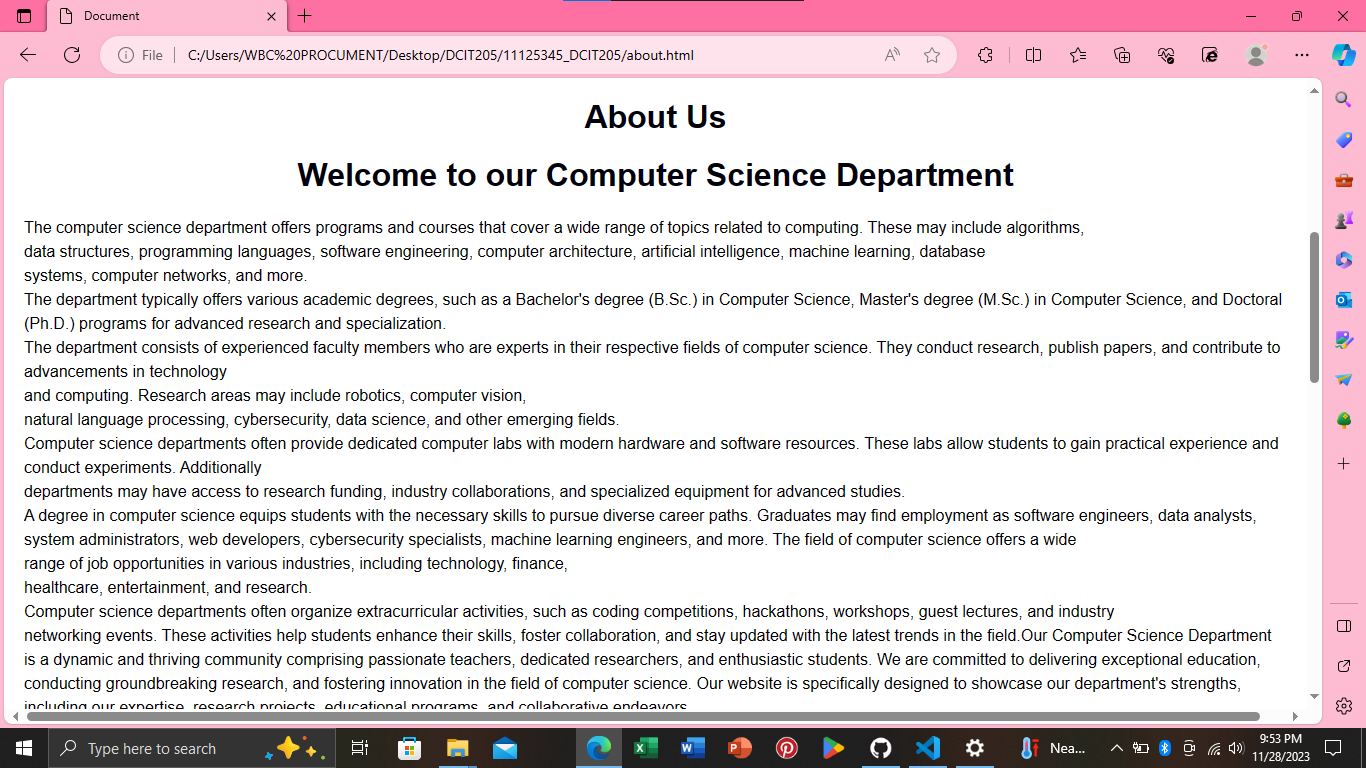 Document
File
C:/Users/WBC%20PROCUMENT/Desktop/DCIT205/11125345_DCIT205/about.html
About Us
Welcome to our Computer Science Department
The computer science department offers programs and courses that cover a wide range of topics related to computing. These may include algorithms,
data structures, programming languages, software engineering, computer architecture, artificial intelligence, machine learning, database
systems, computer networks, and more.
The department typically offers various academic degrees, such as a Bachelor's degree (B.Sc.) in Computer Science, Master's degree (M.Sc.) in Computer Science, and Doctoral
(Ph.D.) programs for advanced research and specialization.
The department consists of experienced faculty members who are experts in their respective fields of computer science. They conduct research, publish papers, and contribute to
advancements in technology
and computing. Research areas may include robotics, computer vision,
natural language processing, cybersecurity, data science, and other emerging fields.
Computer science departments often provide dedicated computer labs with modern hardware and software resources. These labs allow students to gain practical experience and
conduct experiments. Additionally
departments may have access to research funding, industry collaborations, and specialized equipment for advanced studies.
A degree in computer science equips students with the necessary skills to pursue diverse career paths. Graduates may find employment as software engineers, data analysts,
system administrators, web developers, cybersecurity specialists, machine learning engineers, and more. The field of computer science offers a wide
range of job opportunities in various industries, including technology, finance,
healthcare, entertainment, and research.
Computer science departments often organize extracurricular activities, such as coding competitions, hackathons, workshops, guest lectures, and industry
networking events. These activities help students enhance their skills, foster collaboration, and stay updated with the latest trends in the field.Our Computer Science Department
is a dynamic and thriving community comprising passionate teachers, dedicated researchers, and enthusiastic students. We are committed to delivering exceptional education,
conducting groundbreaking research, and fostering innovation in the field of computer science. Our website is specifically designed to showcase our department's strengths,
including our expertise, research projects, educational programs, and collaborative endeavors.
Type here to search
Nea...
9:53 PM
11/28/2023